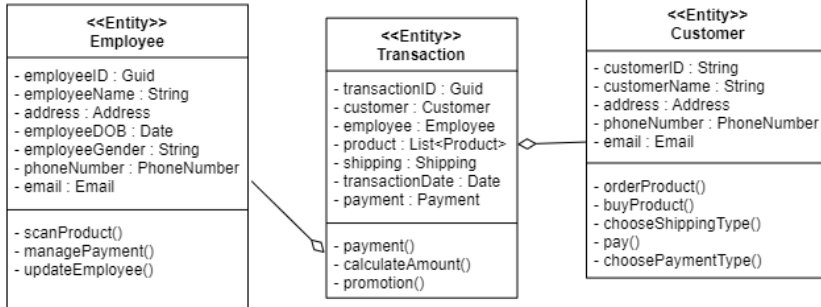 <<Entity>>
Employee
- employeeID : Guid
- employeeName : String
- address : Address
- employeeDOB : Date
- employeeGender : String
- phoneNumber : PhoneNumber
- email : Email
- scanProduct()
- managePayment()
- updateEmployee()
<<Entity>>
Transaction
- transactionID : Guid
- customer : Customer
- employee : Employee
- product : List<Product>
- shipping : Shipping
- transactionDate : Date
- payment : Payment
- payment()
- calculateAmount()
- promotion()
<<Entity>>
Customer
- customerID : String
- customerName : String
- address : Address
- phoneNumber : PhoneNumber
- email : Email
- orderProduct()
- buyProduct()
- chooseShippingType()
- pay()
- choosePaymentType()